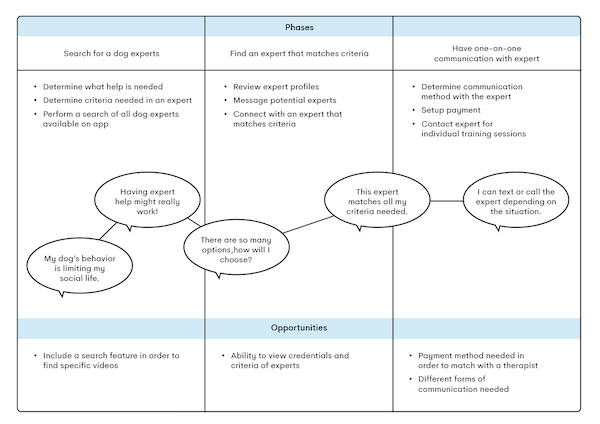 Phases
Search for a dog experts
Find an expert that matches criteria
Have one-on-one
communication with expert
• Determine what help is needed
• Determine criteria needed in an expert
• Perform a search of all dog experts
available on app
• Review expert profiles
• Message potential experts
• Connect with an expert that
matches criteria
• Determine communication
method with the expert
• Setup payment
• Contact expert for
individual training sessions
My dog's behavior
is limiting my
social life.
Having expert
help might really
work!
There are so many
options,how will I
choose?
This expert
matches all my
criteria needed.
I can text or call the
expert depending on
the situation.
Opportunities
• Include a search feature in order to
find specific videos
• Ability to view credentials and
criteria of experts
• Payment method needed in
order to match with a therapist
• Different forms of
communication needed